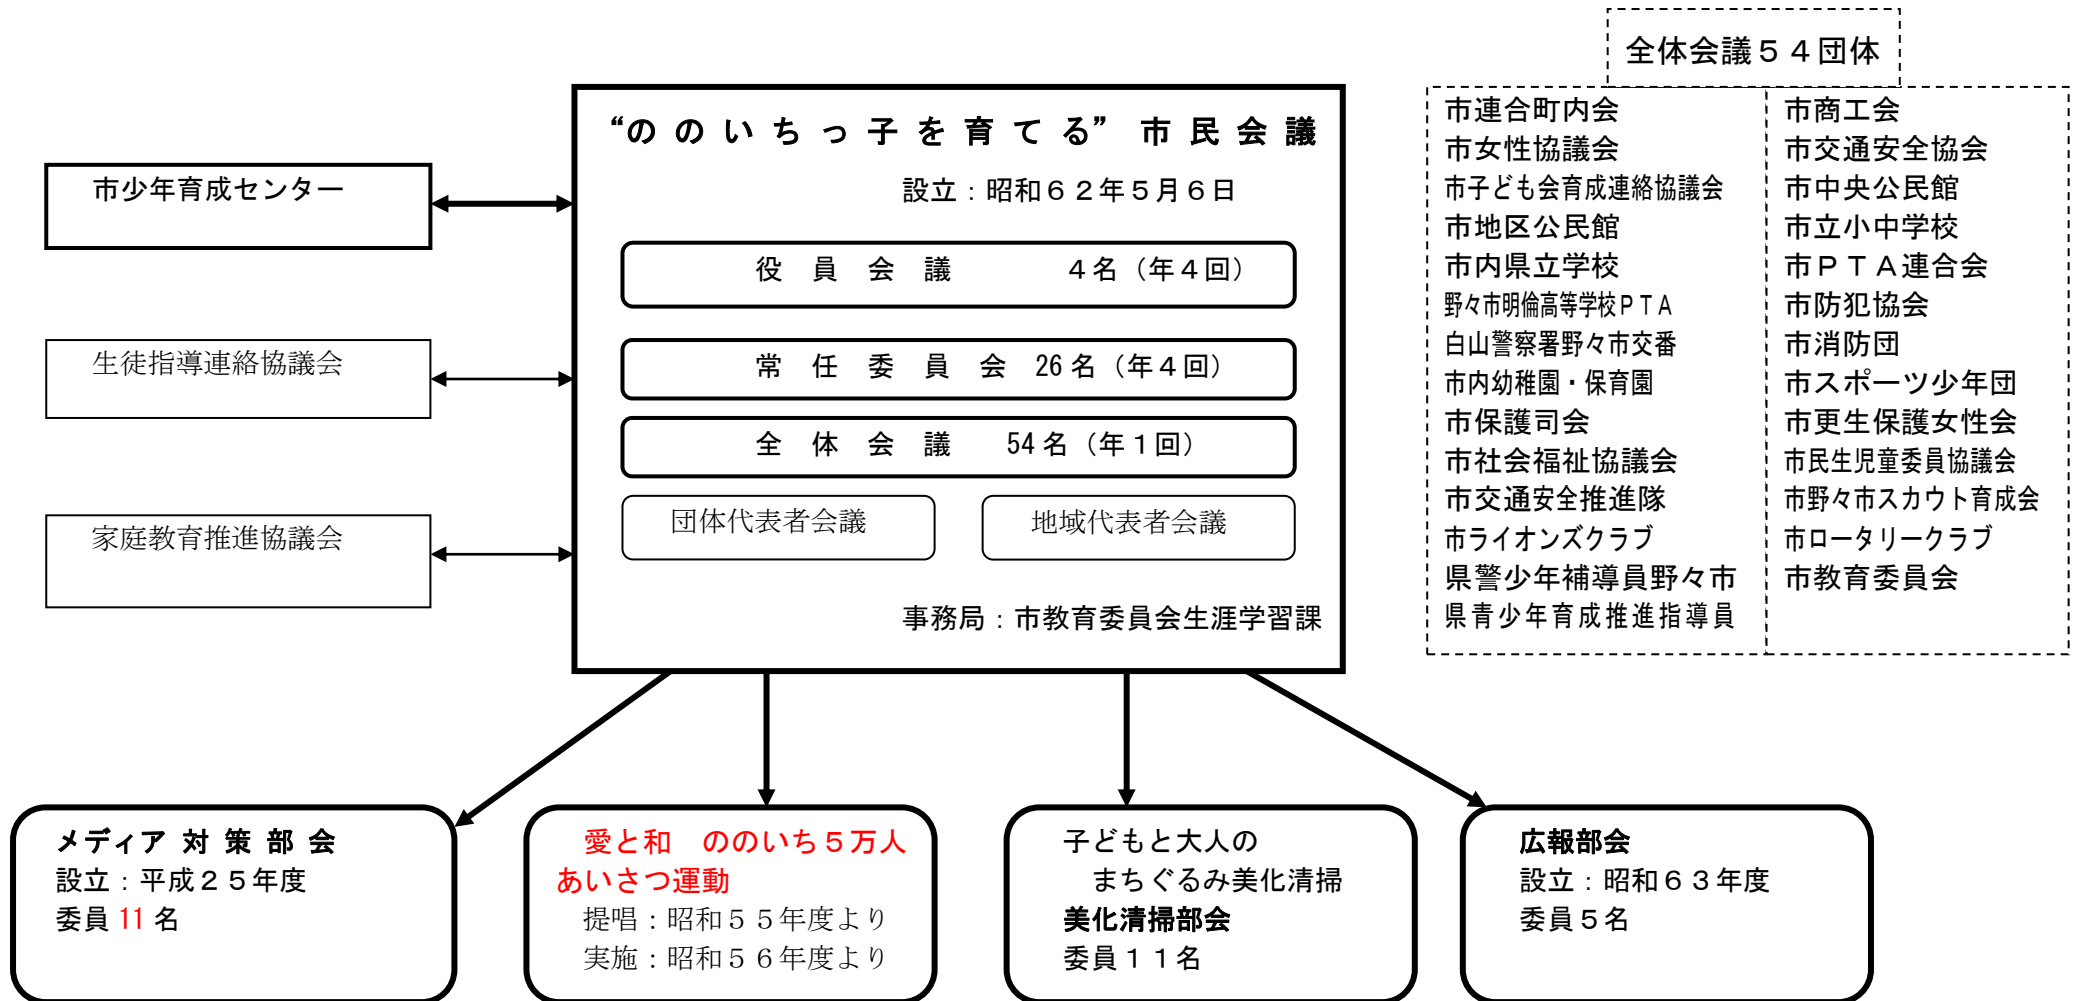 全体会議５４団体
“ののいちっ子を育てる”市民会議
設立：昭和６２年５月６日
役員会議　４名（年４回）
常任委員会　26名（年４回）
全体会議　54名（年１回）
団体代表者会議
地域代表者会議
事務局：市教育委員会生涯学習課
市少年育成センター
生徒指導連絡協議会
家庭教育推進協議会
市連合町内会
市女性協議会
市子ども会育成連絡協議会
市地区公民館
市内県立学校
野々市明倫高等学校ＰＴＡ
白山警察署野々市交番
市内幼稚園・保育園
市保護司会
市社会福祉協議会
市交通安全推進隊
市ライオンズクラブ
県警少年補導員野々市
県青少年育成推進指導員
市商工会
市交通安全協会
市中央公民館
市立小中学校
市ＰＴＡ連合会
市防犯協会
市消防団
市スポーツ少年団
市更生保護女性会
市民生児童委員協議会
市野々市スカウト育成会
市ロータリークラブ
市教育委員会
メディア対策部会
設立：平成２５年度
委員11名
愛と和　ののいち５万人
あいさつ運動
提唱：昭和５５年度より
実施：昭和５６年度より
子どもと大人の
まちぐるみ美化清掃
美化清掃部会
委員１１名
広報部会
設立：昭和６３年度
委員５名